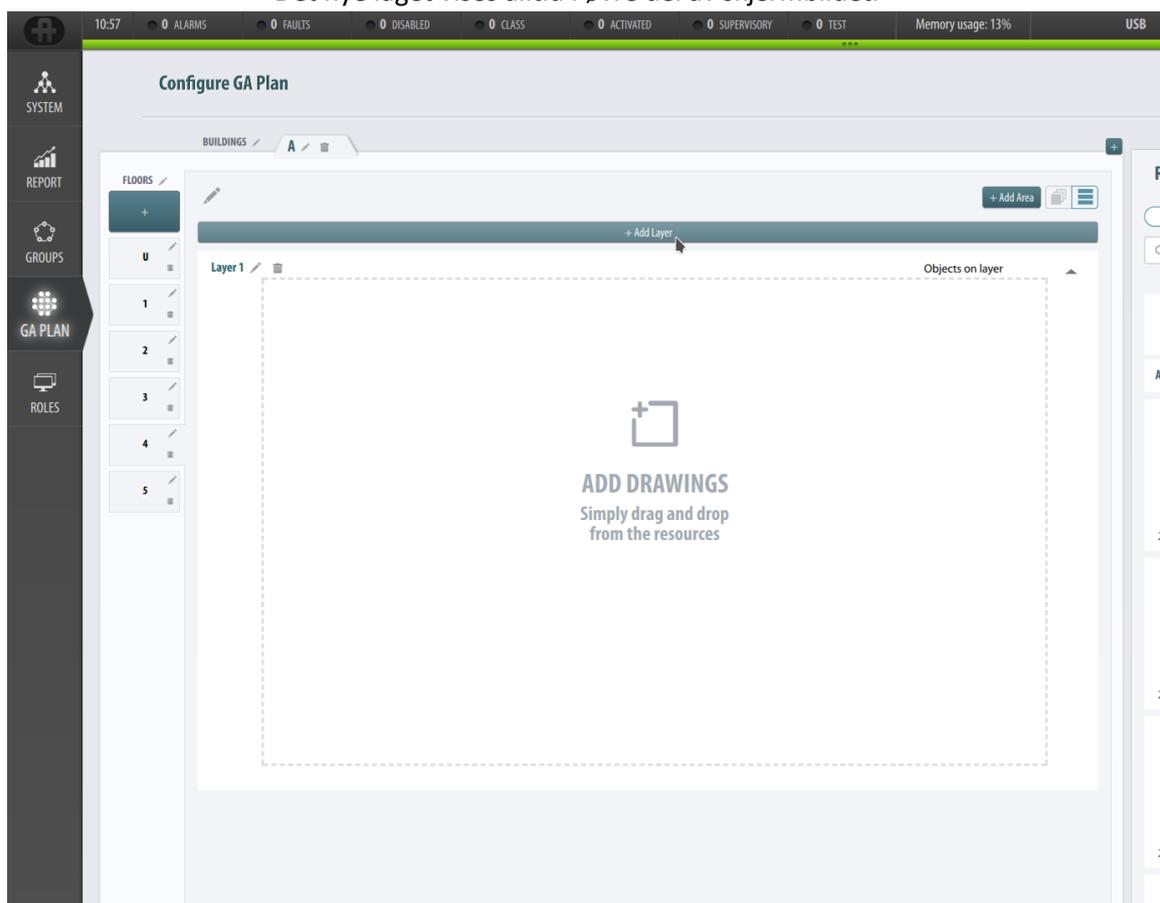 10:57 0 ALARMS 0 FAULTS 0 DISABLED 0 CLASS 0 ACTIVATED 0 SUPERVISORY 0 TEST Memory usage: 13% USB
Configure GA Plan
SYSTEM
BUILDINGS A
REPORT
FLOORS
+
+ Add Area
+ Add Layer
GROUPS
U
Layer 1
Objects on layer
1
GA PLAN
2
3
ROLES
4
5
ADD DRAWINGS
Simply drag and drop
from the resources